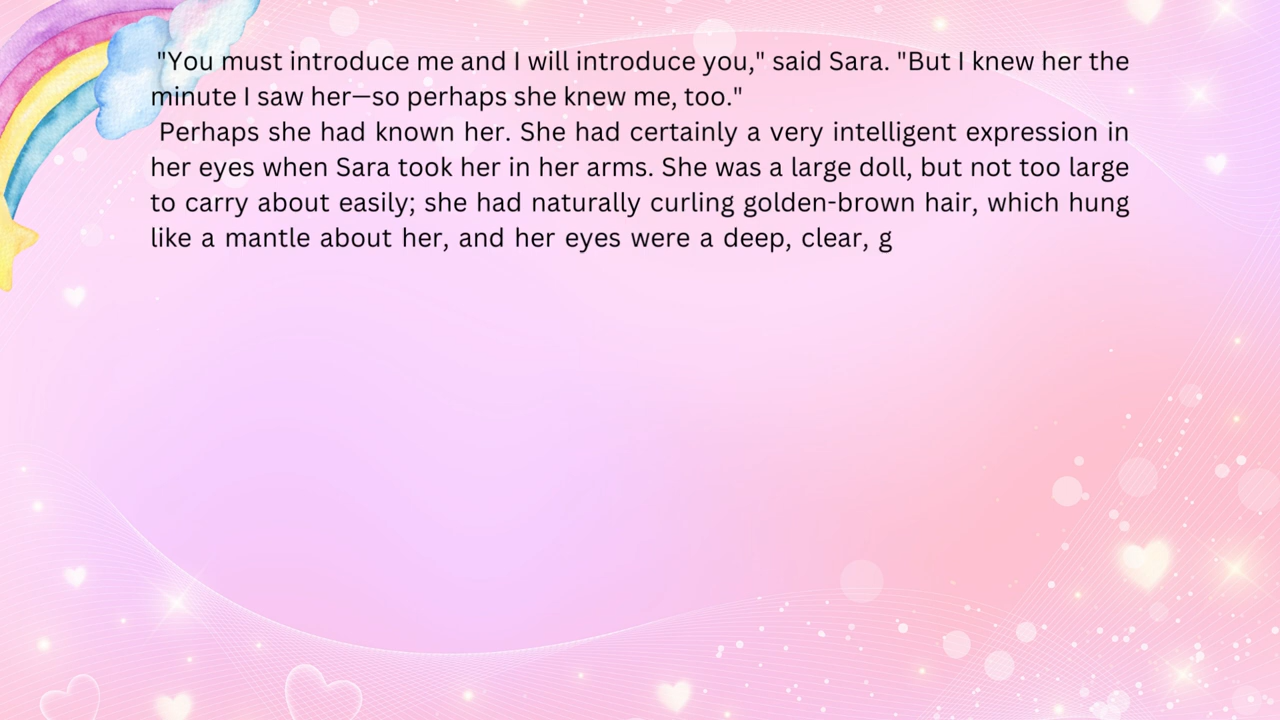 "You must introduce me and I will introduce you," said Sara. "But I knew her the
minute I saw her—so perhaps she knew me, too."
Perhaps she had known her. She had certainly a very intelligent expression in
her eyes when Sara took her in her arms. She was a large doll, but not too large
to carry about easily; she had naturally curling golden-brown hair, which hung
like a mantle about her, and her eyes were a deep, clear, g